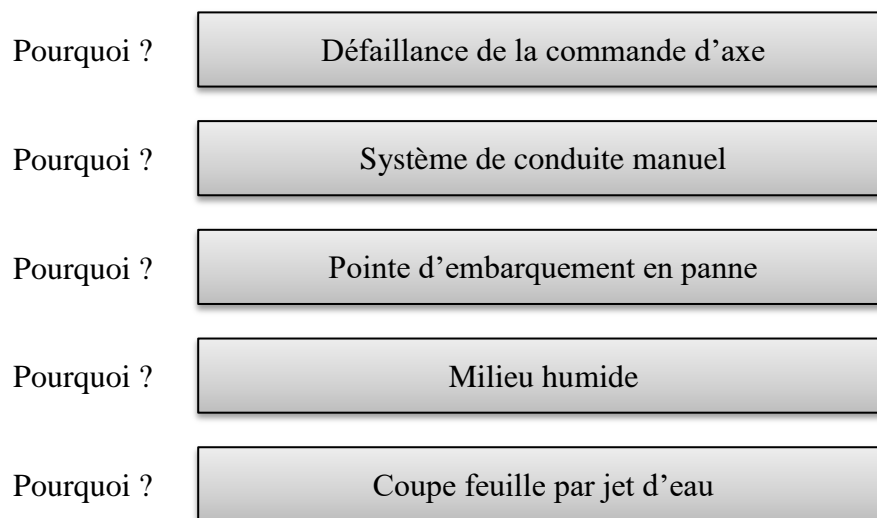 Pourquoi ? Défaillance de la commande d’axe
Pourquoi ? Système de conduite manuel
Pourquoi ? Pointe d’embarquement en panne
Pourquoi ? Milieu humide
Pourquoi ? Coupe feuille par jet d’eau